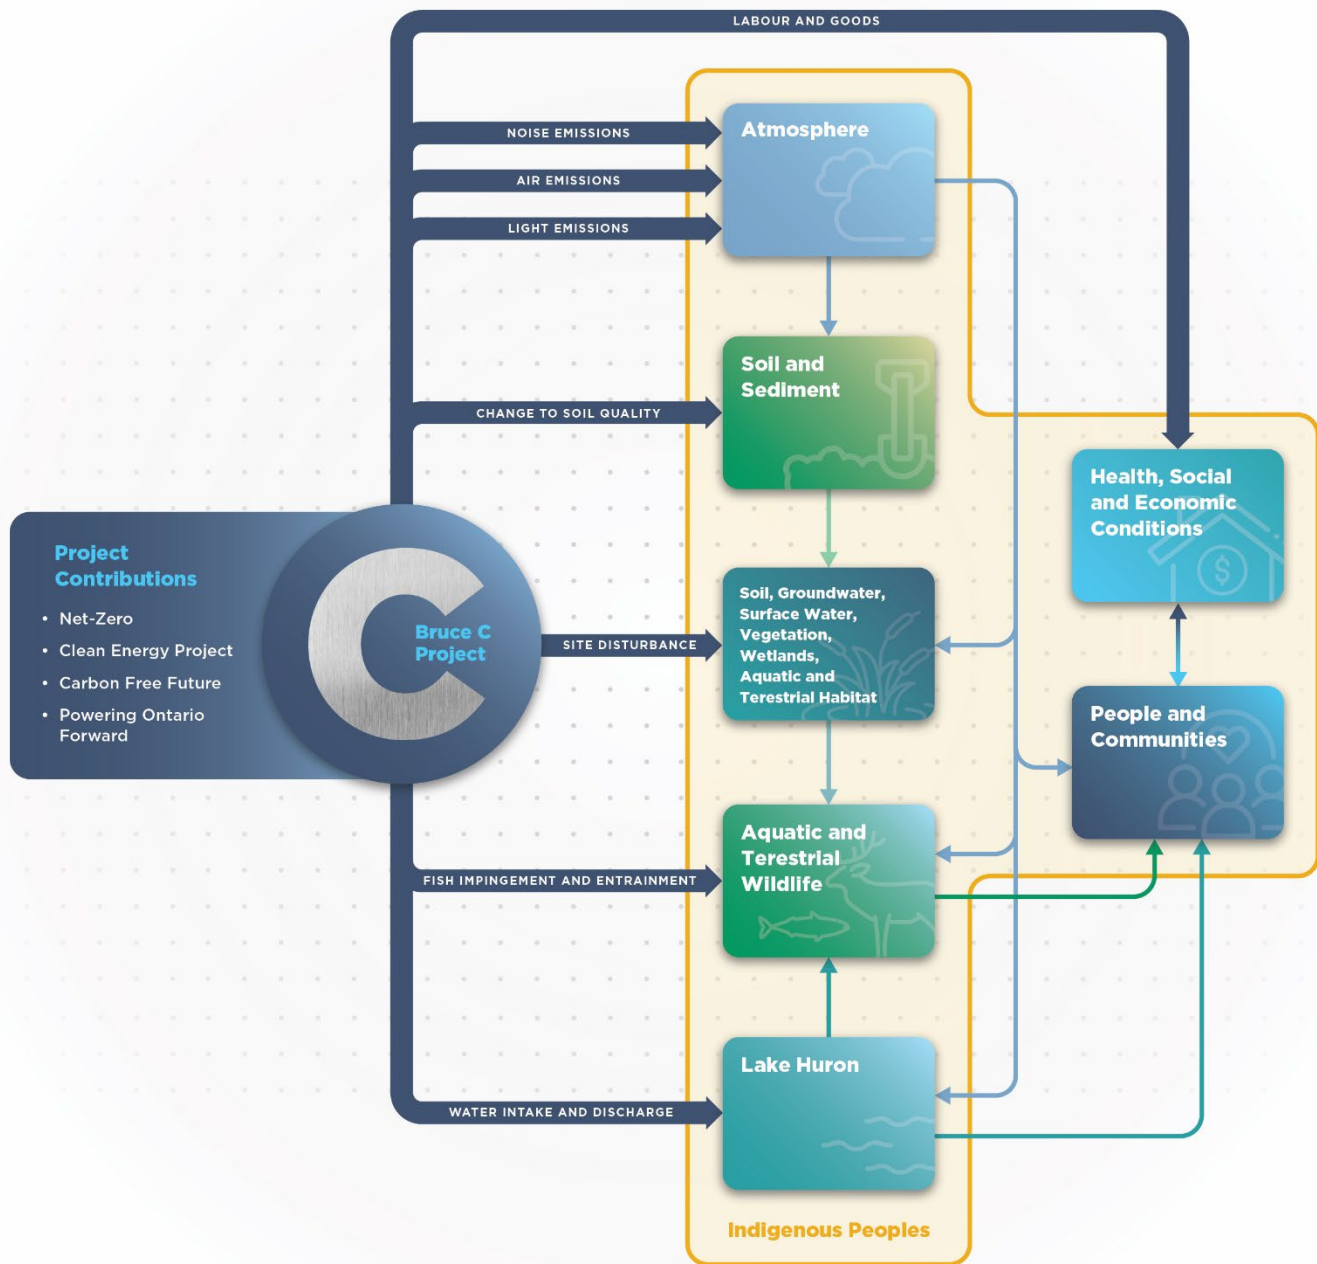 LABOUR AND GOODS
NOISE EMISSIONS
AIR EMISSIONS
LIGHT EMISSIONS
Atmosphere
CHANGE TO SOIL QUALITY
Soil and
Sediment
Health, Social
and Economic
Conditions
$
Project
Contributions
• Net-Zero
• Clean Energy Project
• Carbon Free Future
• Powering Ontario
Forward
C
Bruce C
Project
SITE DISTURBANCE
Soil, Groundwater,
Surface Water,
Vegetation,
Wetlands,
Aquatic and
Terestrial Habitat
People and
Communities
FISH IMPINGEMENT AND ENTRAINMENT
Aquatic and
Terestrial
Wildlife
WATER INTAKE AND DISCHARGE
Lake Huron
Indigenous Peoples